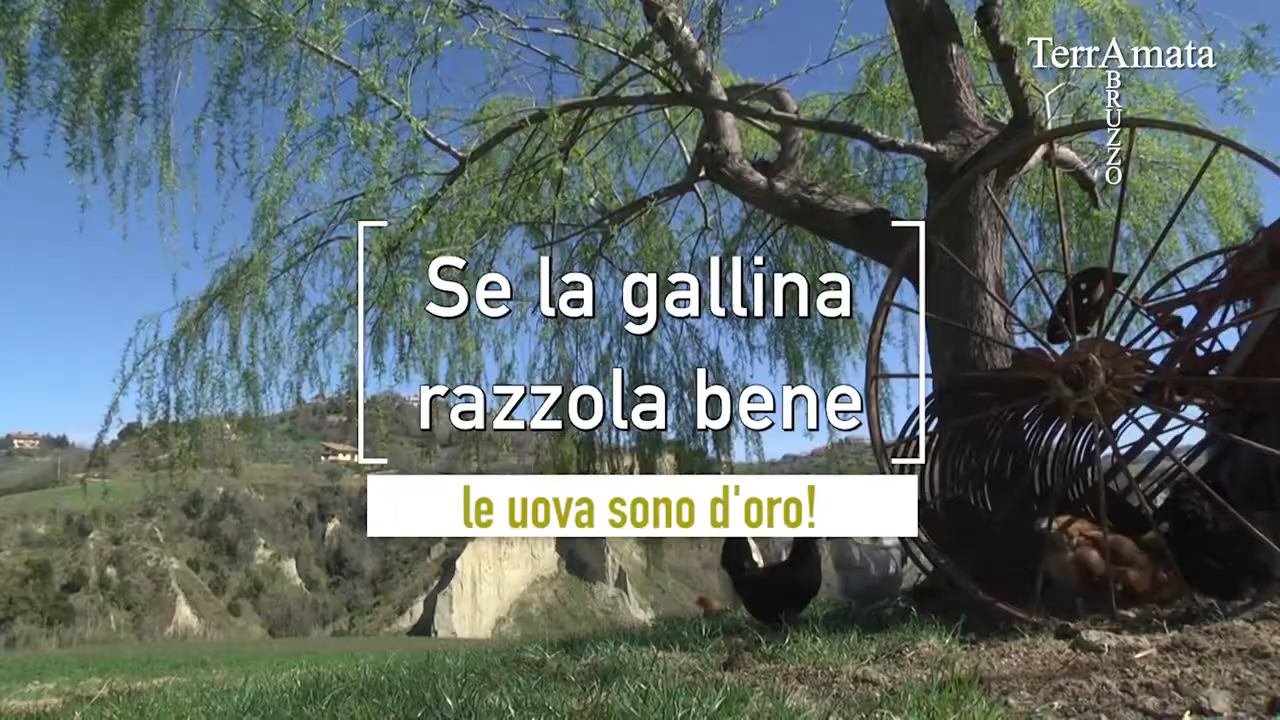 TerrAmata
ABRUZZO
Se la gallina
razzola bene
le uova sono d'oro!